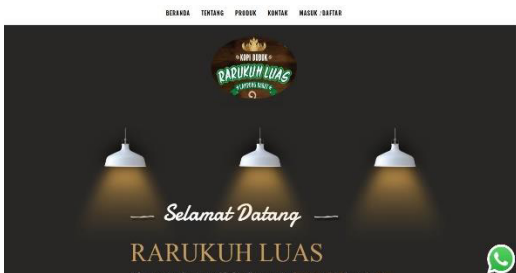 BERANDA TENTANG PRODUK KONTAK MASUK / DAFTAR
KOPI BUBUK
RARUKUH LUAS
Selamat Datang
RARUKUH LUAS